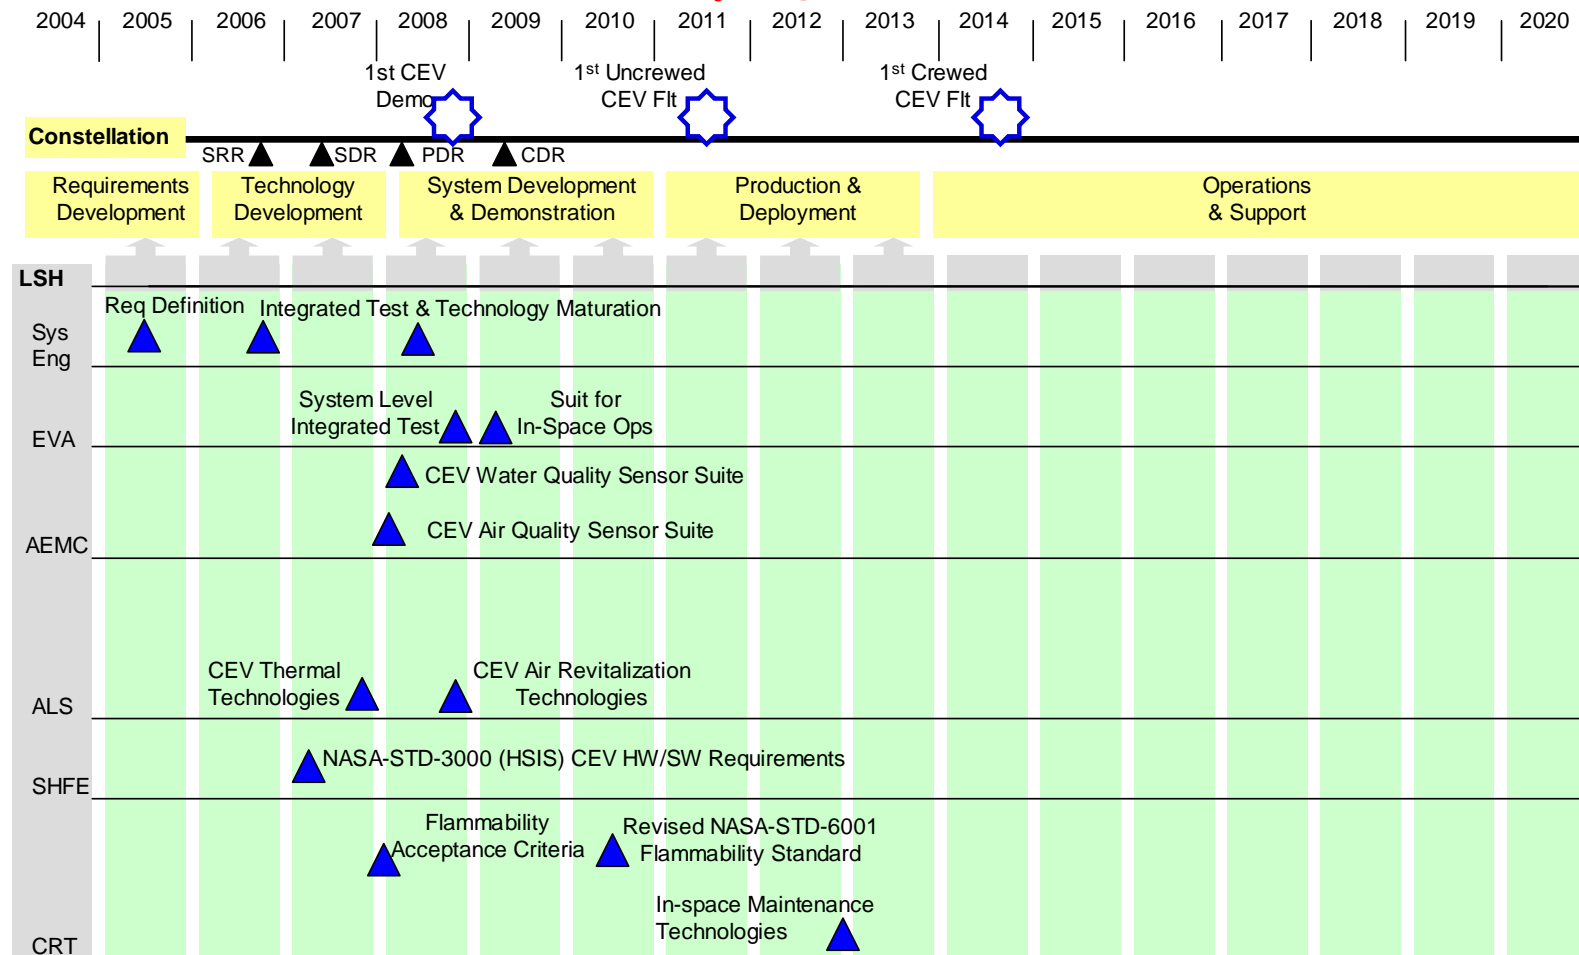 2004 2005 2006 2007 2008 2009 2010 2011 2012 2013 2014 2015 2016 2017 2018 2019 2020
1st CEV
Demo
1st Uncrewed
CEV Flt
1st Crewed
CEV Flt
Constellation
SRR SDR PDR CDR
Requirements
Development
Technology
Development
System Development
& Demonstration
Production &
Deployment
Operations
& Support
LSH
Req Definition
Integrated Test & Technology Maturation
Sys
Eng
System Level
Integrated Test
Suit for
In-Space Ops
EVA
CEV Water Quality Sensor Suite
CEV Air Quality Sensor Suite
AEMC
CEV Thermal
Technologies
CEV Air Revitalization
Technologies
ALS
NASA-STD-3000 (HSIS) CEV HW/SW Requirements
SHFE
Flammability
Acceptance Criteria
Revised NASA-STD-6001
Flammability Standard
In-space Maintenance
Technologies
CRT